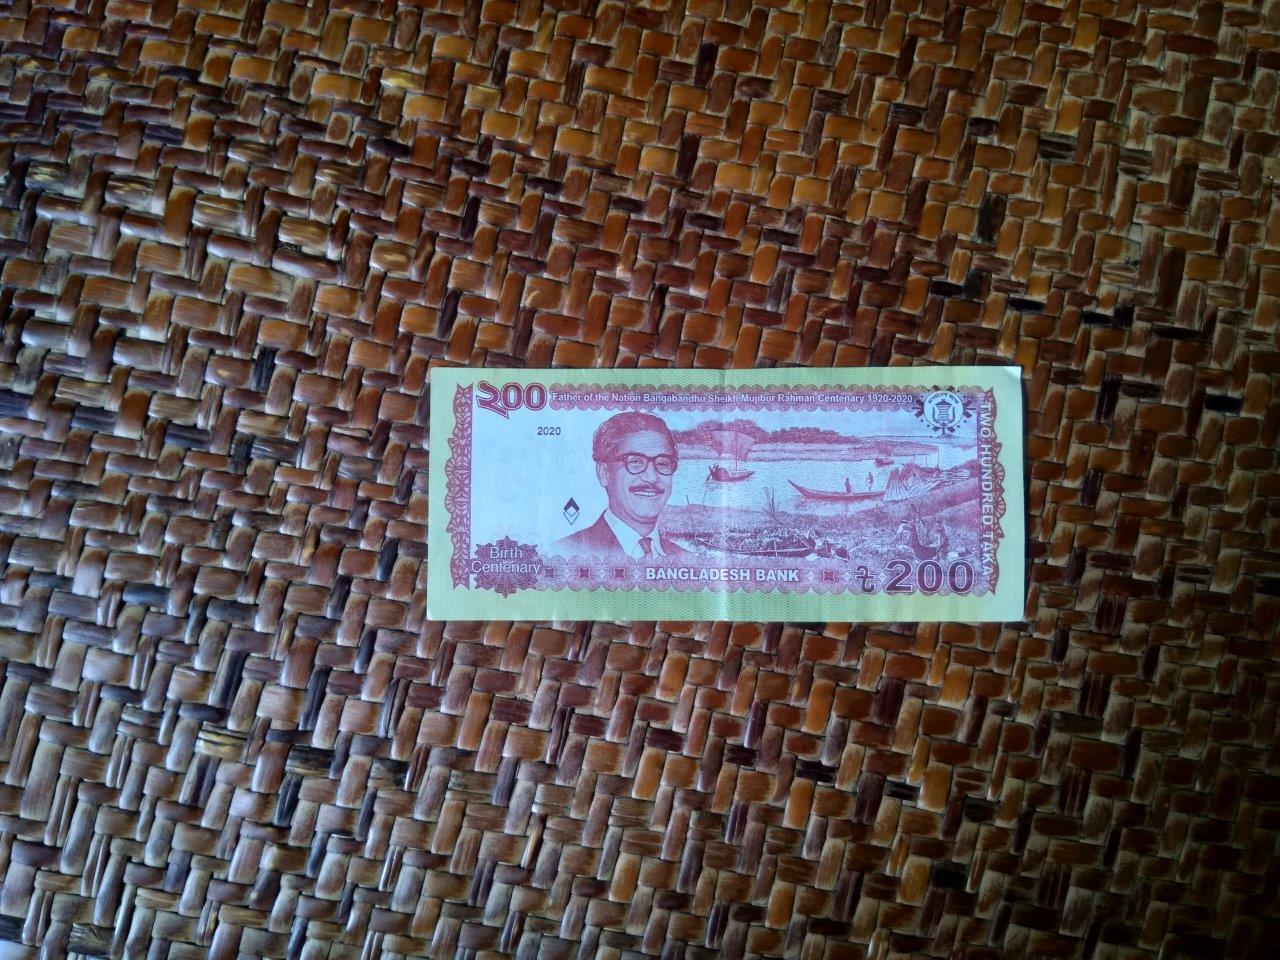 ২00 Father of the Nation Bangabandhu Sheikh Mujibur Rahman Centenary 1920-2020
2020
TWO HUNDRED TAKA
Birth
Centenary
BANGLADESH BANK
৳200